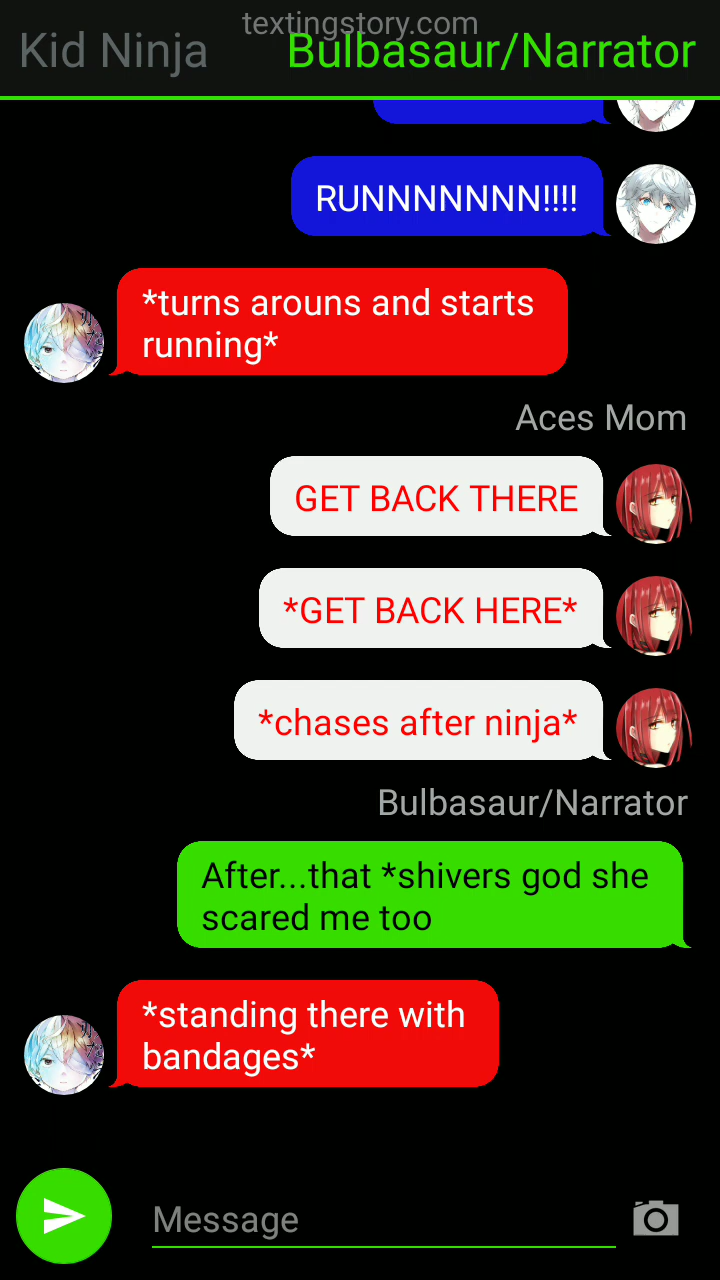 textingstory.com
Kid Ninja
Bulbasaur/Narrator
RUNNNNNNN!!!!
*turns arouns and starts
running*
Aces Mom
GET BACK THERE
*GET BACK HERE*
*chases after ninja*
Bulbasaur/Narrator
After...that *shivers god she
scared me too
*standing there with
bandages*
Message